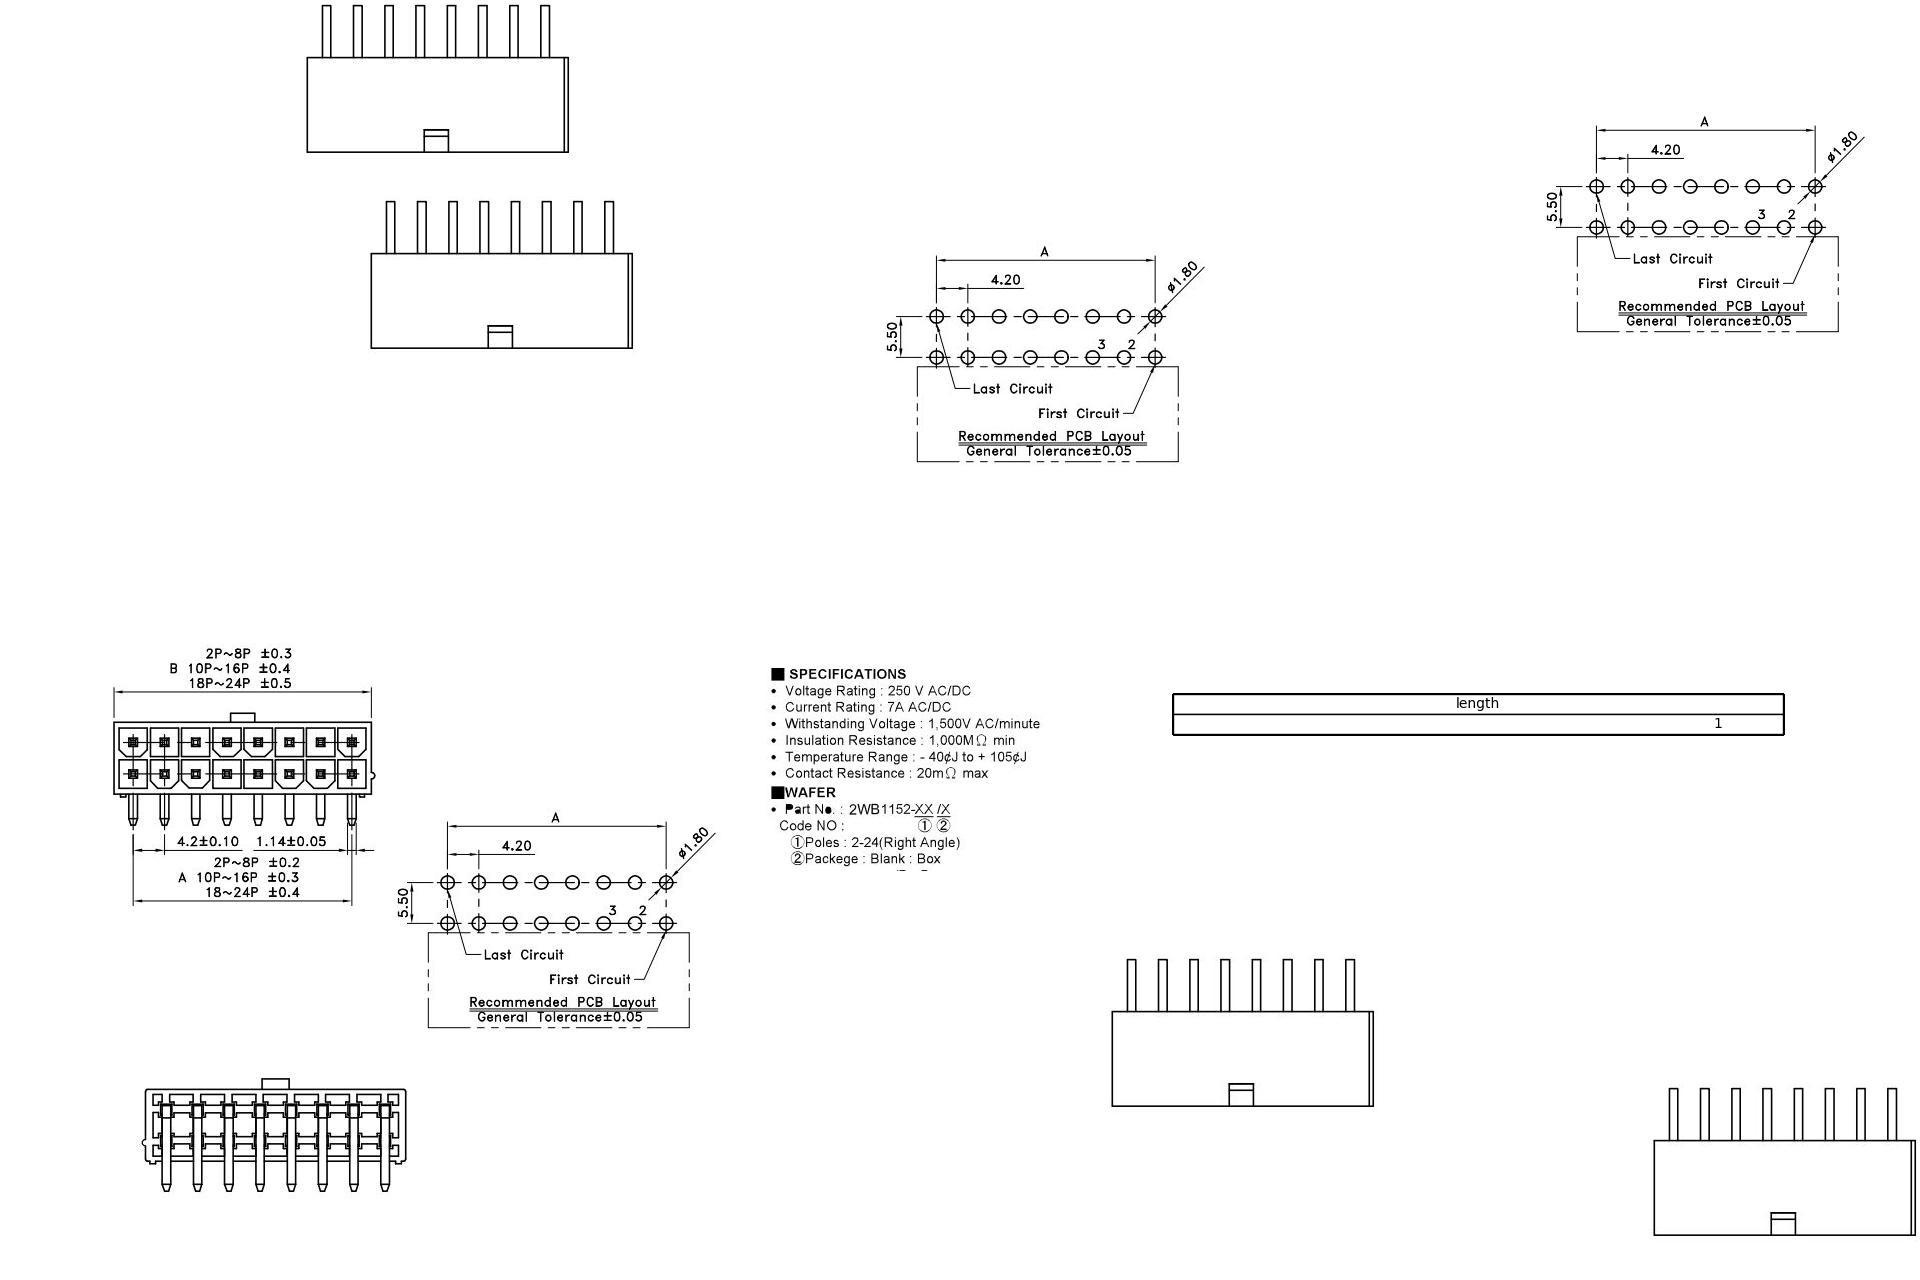 A
4.20
ø1.80
5.50
3 2
Last Circuit
First Circuit
Recommended PCB Layout
General Tolerance±0.05
A
4.20
ø1.80
5.50
3 2
Last Circuit
First Circuit
Recommended PCB Layout
General Tolerance±0.05
2P~8P ±0.3
B 10P~16P ±0.4
18P~24P ±0.5
4.2±0.10 1.14±0.05
2P~8P ±0.2
A 10P~16P ±0.3
18~24P ±0.4
A
4.20
ø1.80
5.50
3 2
Last Circuit
First Circuit
Recommended PCB Layout
General Tolerance±0.05
■ SPECIFICATIONS
• Voltage Rating : 250 V AC/DC
• Current Rating : 7A AC/DC
• Withstanding Voltage : 1,500V AC/minute
• Insulation Resistance : 1,000MΩ min
• Temperature Range : - 40¢J to + 105¢J
• Contact Resistance : 20mΩ max
■WAFER
• Part No. : 2WB1152-XX /X
Code NO : ① ②
①Poles : 2-24(Right Angle)
②Packege : Blank : Box
length
1